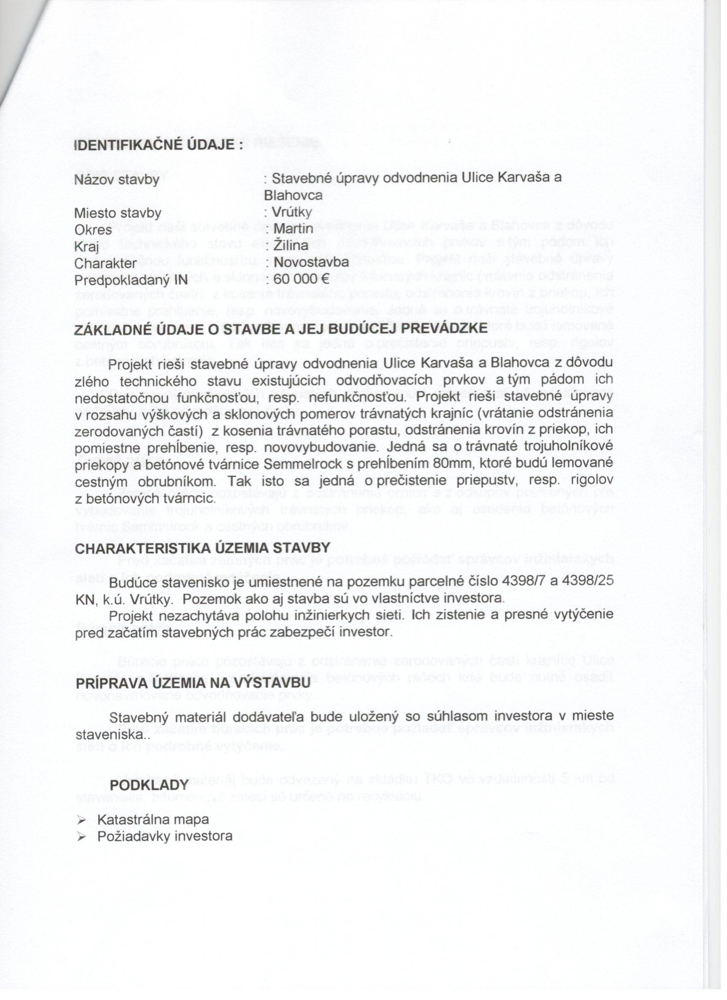 IDENTIFIKAČNÉ ÚDAJE :
Názov stavby : Stavebné úpravy odvodnenia Ulice Karvaša a
Blahovca
Miesto stavby : Vrútky
Okres : Martin
Kraj : Žilina
Charakter : Novostavba
Predpokladaný IN : 60 000 €
ZÁKLADNÉ ÚDAJE O STAVBE A JEJ BUDÚCEJ PREVÁDZKE
Projekt rieši stavebné úpravy odvodnenia Ulice Karvaša a Blahovca z dôvodu
zlého technického stavu existujúcich odvodňovacích prvkov a tým pádom ich
nedostatočnou funkčnosťou, resp. nefunkčnosťou. Projekt rieši stavebné úpravy
v rozsahu výškových a sklonových pomerov trávnatých krajníc (vrátanie odstránenia
zerodovaných častí) z kosenia trávnatého porastu, odstránenia krovín z priekop, ich
pomiestne prehĺbenie, resp. novovybudovanie. Jedná sa o trávnaté trojuholníkové
priekopy a betónové tvárnice Semmelrock s prehĺbením 80mm, ktoré budú lemované
cestným obrubníkom. Tak isto sa jedná o prečistenie priepustv, resp. rigolov
z betónových tvárncic.
CHARAKTERISTIKA ÚZEMIA STAVBY
Budúce stavenisko je umiestnené na pozemku parcelné číslo 4398/7 a 4398/25
KN, k.ú. Vrútky. Pozemok ako aj stavba sú vo vlastníctve investora.
Projekt nezachytáva polohu inžinierkych sieti. Ich zistenie a presné vytýčenie
pred začatím stavebných prác zabezpečí investor.
PRÍPRAVA ÚZEMIA NA VÝSTAVBU
Stavebný materiál dodávateľa bude uložený so súhlasom investora v mieste
staveniska..
PODKLADY
➢ Katastrálna mapa
➢ Požiadavky investora